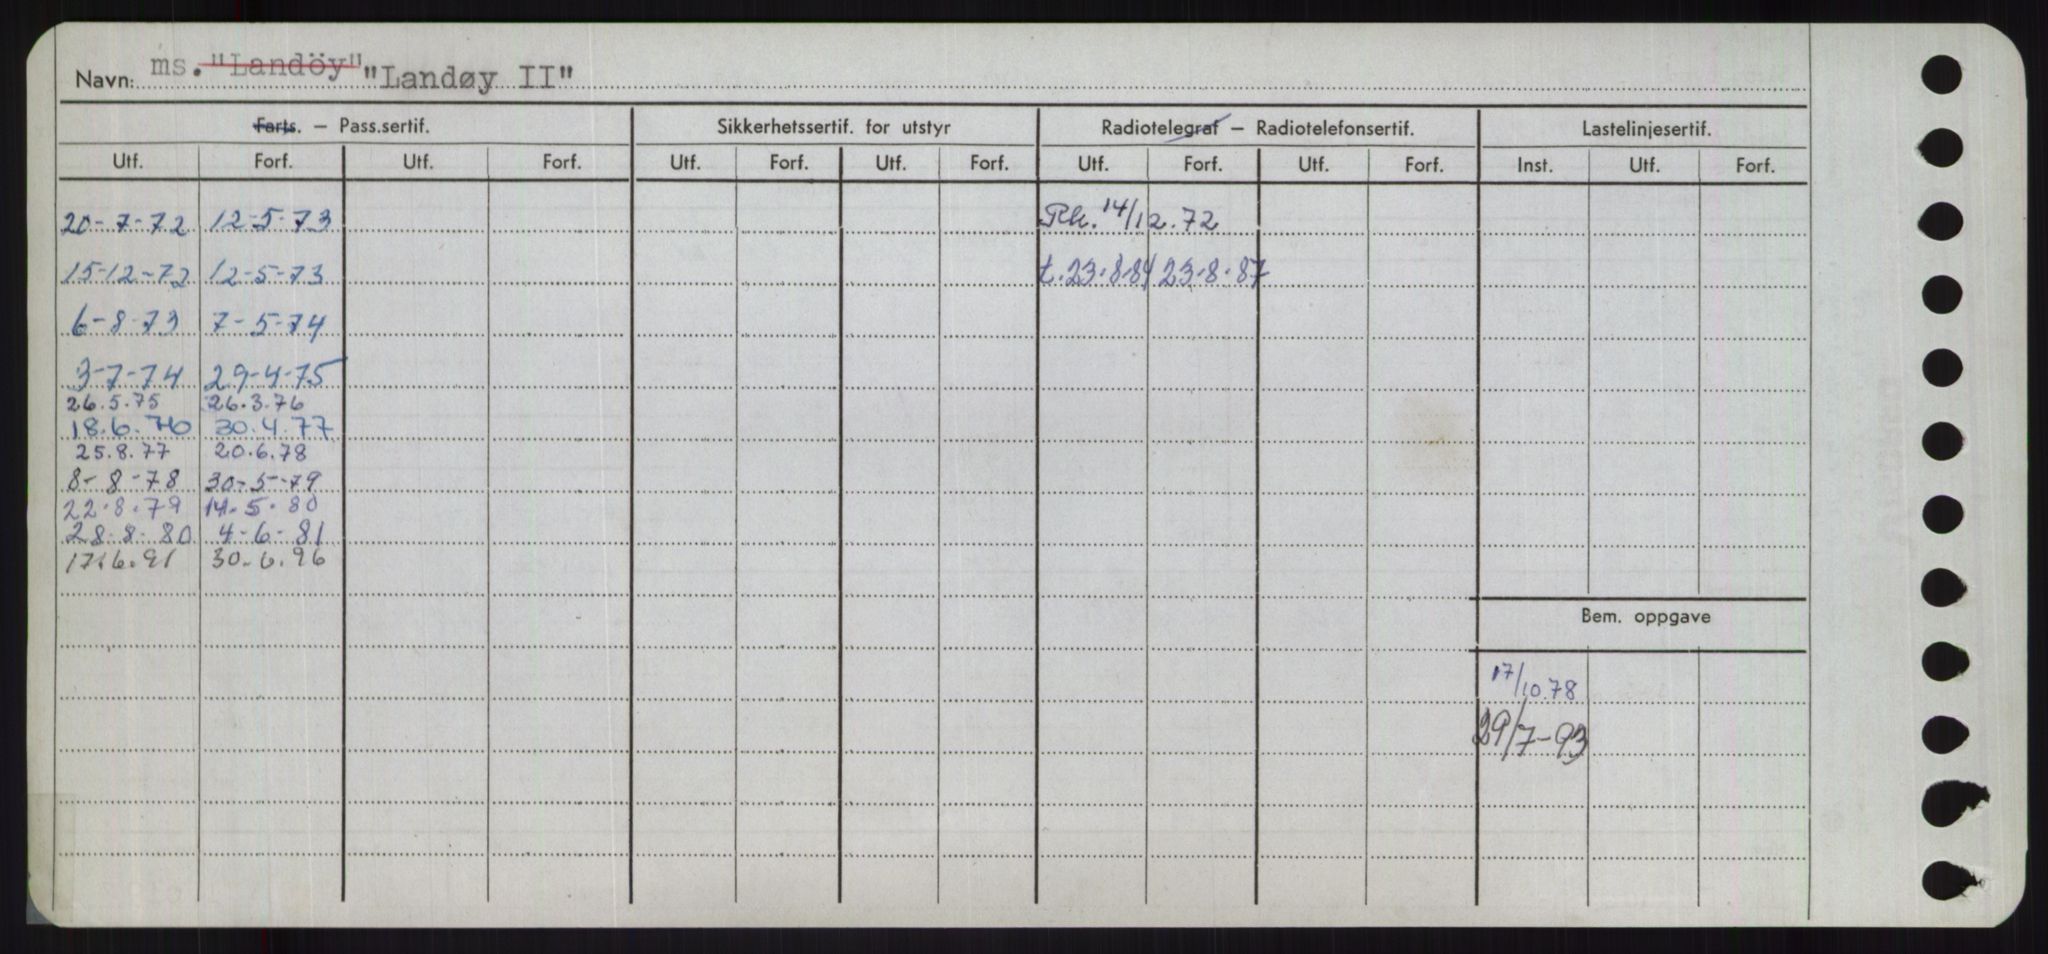 Navn: ms. "Landöy" "Landøy II"
Farts. – Pass.sertif. Sikkerhetssertif. for utstyr Radiotelegraf – Radiotelefonsertif. Lastelinjesertif.
Utf. Forf. Utf. Forf. Utf. Forf. Utf. Forf. Utf. Forf. Utf. Forf. Inst. Utf. Forf.
20-7-72 12-5-73 Rk. 14/12.72
15-12-72 12-5-73 t.23.8.84 23.8.87
6-8-73 7-5-74
3-7-74 29-4-75
26.5.75 26.3.76
18.6.76 30.4.77
25.8.77 20.6.78
8-8-78 30-5-79
22.8.79 14.5.80
28-8-80 4-6-81
17.6.91 30.6.96
Bem. oppgave
17/10.78
29/7-93